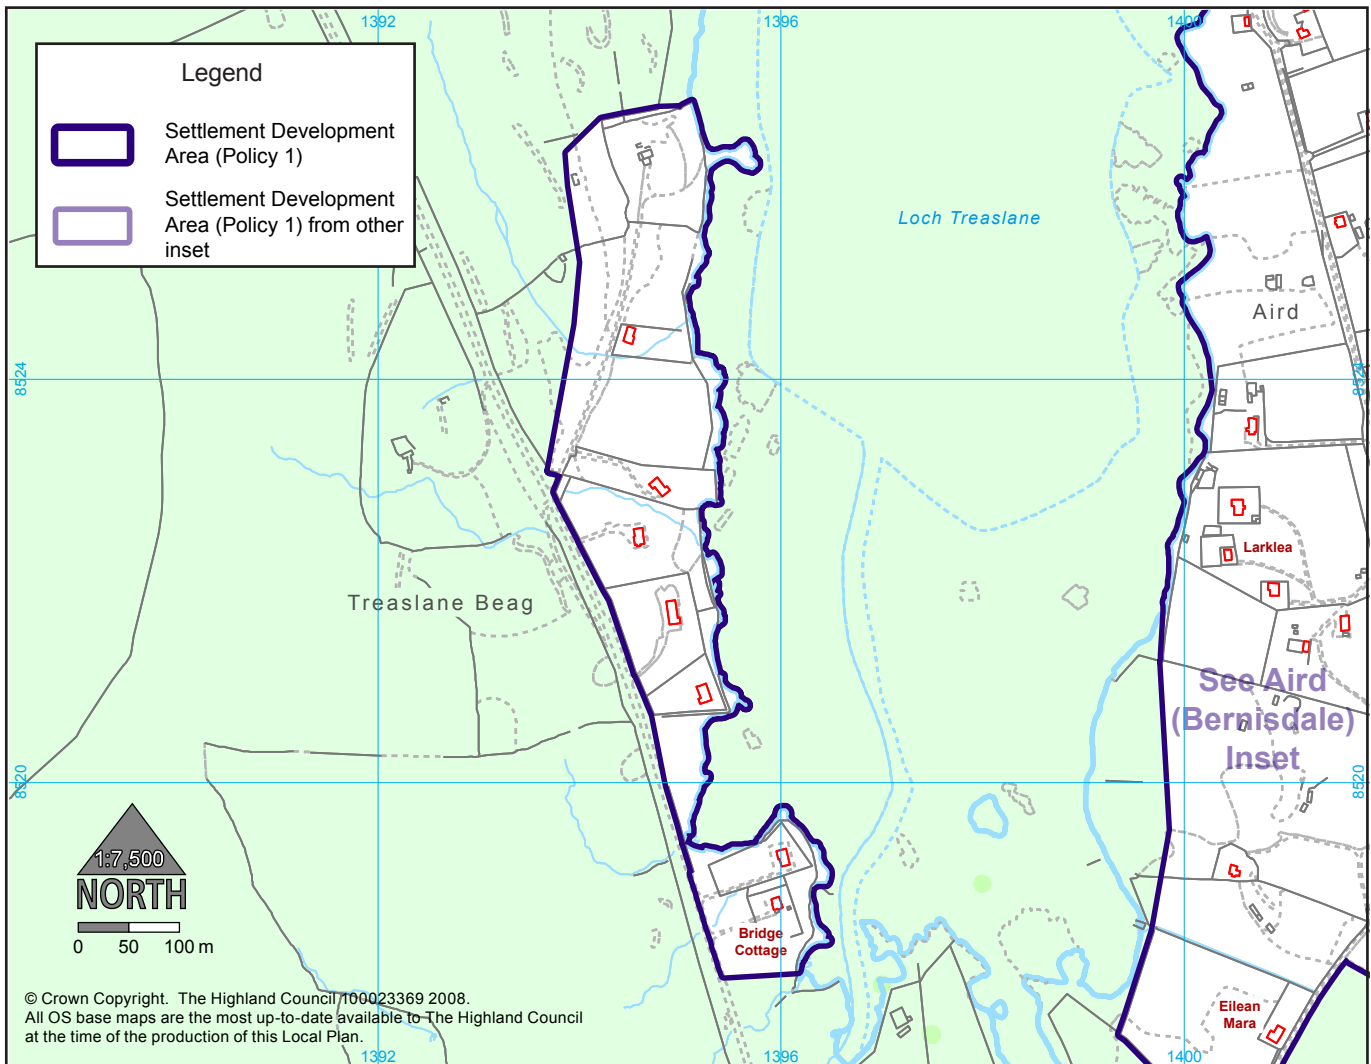 1392
1396
1400
Legend
Settlement Development
Area (Policy 1)
Settlement Development
Area (Policy 1) from other
inset
Loch Treaslane
Aird
8524
8524
Larklea
Treaslane Beag
See Aird
(Bernisdale)
Inset
8520
8520
1:7,500
NORTH
0 50 100 m
Bridge
Cottage
Eilean
Mara
© Crown Copyright. The Highland Council 100023369 2008.
All OS base maps are the most up-to-date available to The Highland Council
at the time of the production of this Local Plan.
1392
1396
1400